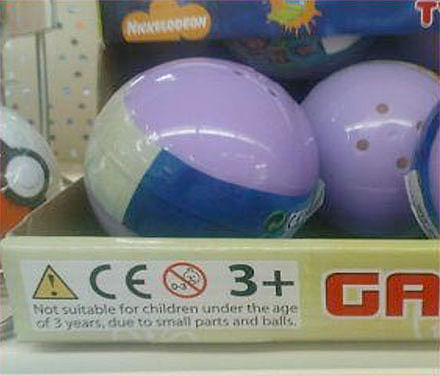 NICKELODEON
T
CE 0-3 3+
GA
Not suitable for children under the age
of 3 years, due to small parts and balls.